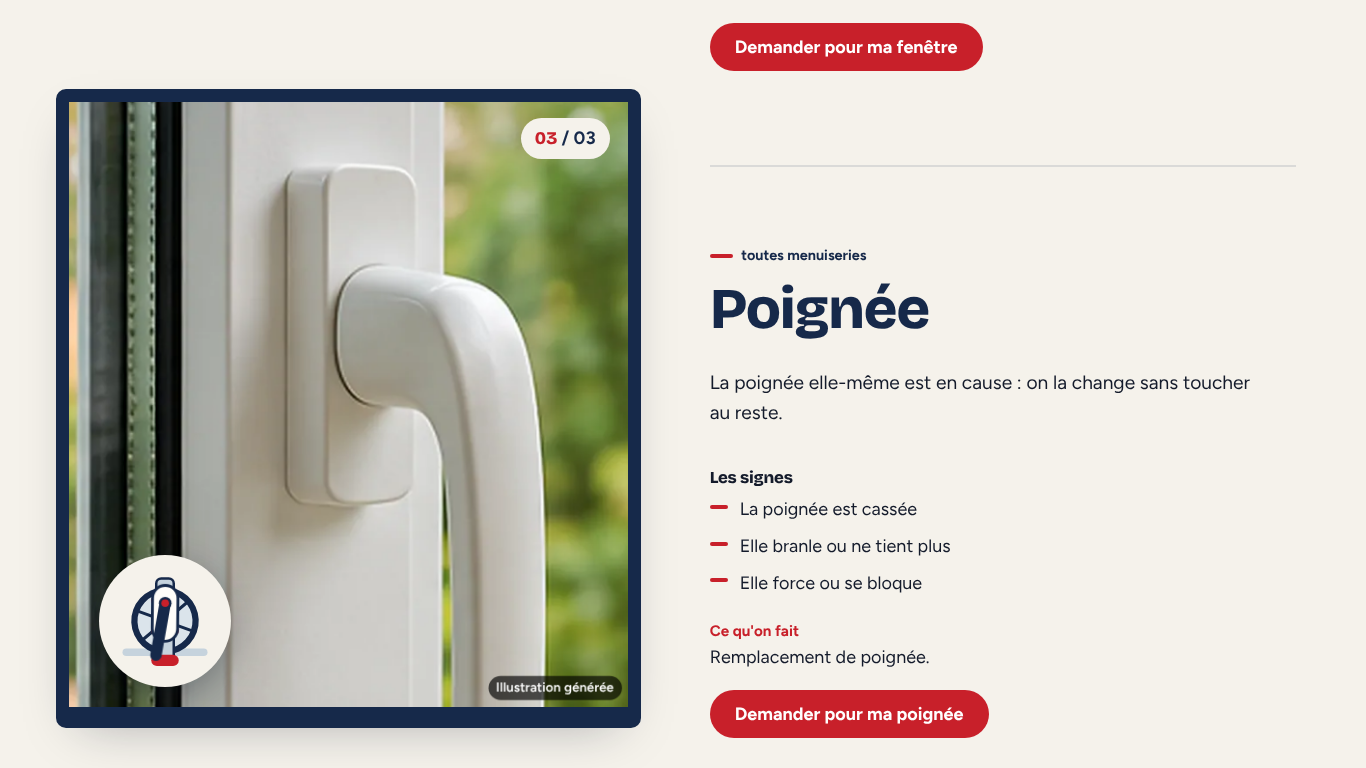 Demander pour ma fenêtre
03 / 03
toutes menuiseries
Poignée
La poignée elle-même est en cause : on la change sans toucher
au reste.
Les signes
La poignée est cassée
Elle branle ou ne tient plus
Elle force ou se bloque
Ce qu'on fait
Remplacement de poignée.
Illustration générée
Demander pour ma poignée